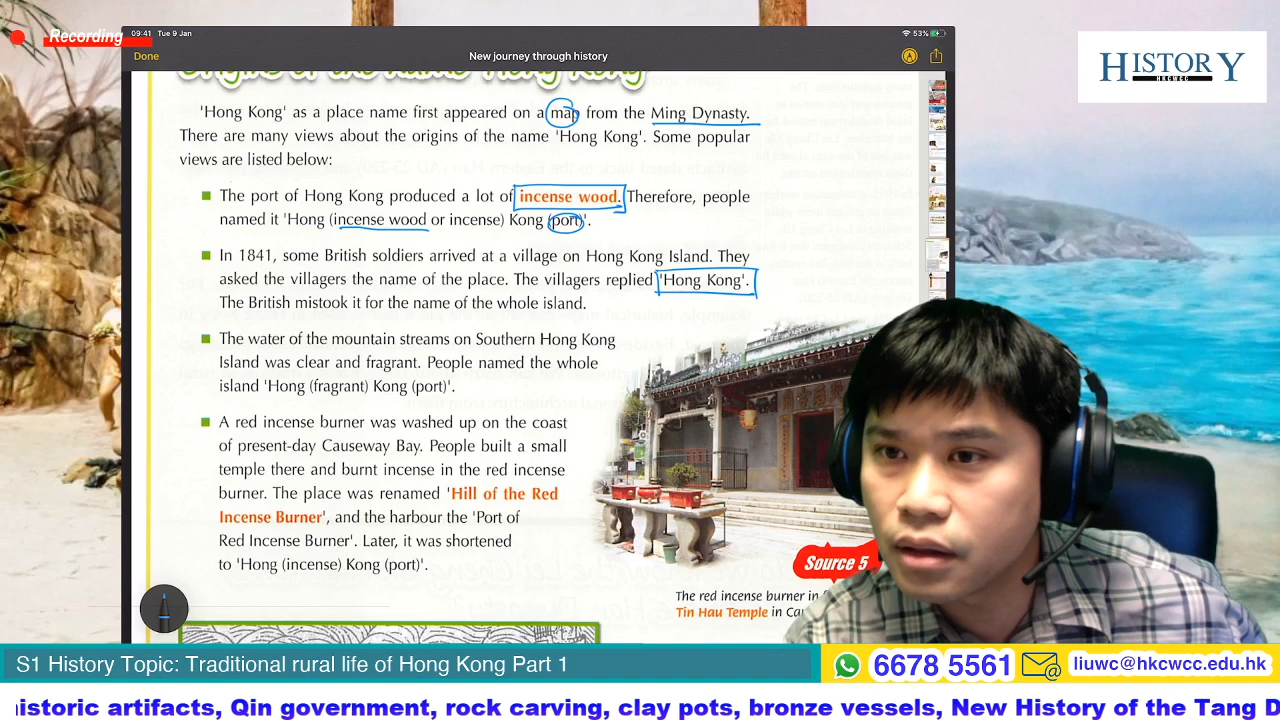 Recording
09:41 Tue 9 Jan
53%
Done
New journey through history
HISTORY
HKCWCC
Origins of the name 'Hong Kong'
'Hong Kong' as a place name first appeared on a map from the Ming Dynasty.
There are many views about the origins of the name 'Hong Kong'. Some popular
views are listed below:
The port of Hong Kong produced a lot of incense wood. Therefore, people
named it 'Hong (incense wood or incense) Kong (port)'.
In 1841, some British soldiers arrived at a village on Hong Kong Island. They
asked the villagers the name of the place. The villagers replied 'Hong Kong'.
The British mistook it for the name of the whole island.
The water of the mountain streams on Southern Hong Kong
Island was clear and fragrant. People named the whole
island 'Hong (fragrant) Kong (port)'.
A red incense burner was washed up on the coast
of present-day Causeway Bay. People built a small
temple there and burnt incense in the red incense
burner. The place was renamed 'Hill of the Red
Incense Burner', and the harbour the 'Port of
Red Incense Burner'. Later, it was shortened
to 'Hong (incense) Kong (port)'.
Source 5
The red incense burner in
Tin Hau Temple in
S1 History Topic: Traditional rural life of Hong Kong Part 1
6678 5561
liuwc@hkcwcc.edu.hk
istoric artifacts, Qin government, rock carving, clay pots, bronze vessels, New History of the Tang D